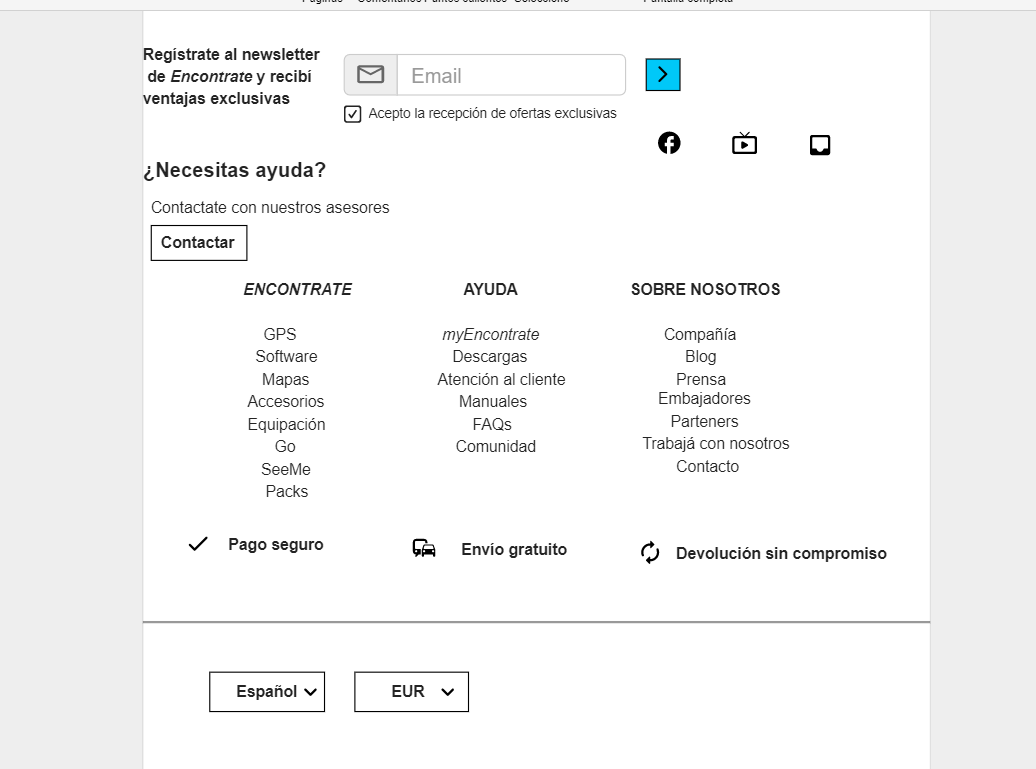 Regístrate al newsletter
de Encontrate y recibí
ventajas exclusivas
Email
Acepto la recepción de ofertas exclusivas
¿Necesitas ayuda?
Contactate con nuestros asesores
Contactar
ENCONTRATE
GPS
Software
Mapas
Accesorios
Equipación
Go
SeeMe
Packs
AYUDA
myEncontrate
Descargas
Atención al cliente
Manuales
FAQs
Comunidad
SOBRE NOSOTROS
Compañía
Blog
Prensa
Embajadores
Parteners
Trabajá con nosotros
Contacto
Pago seguro
Envío gratuito
Devolución sin compromiso
Español
EUR